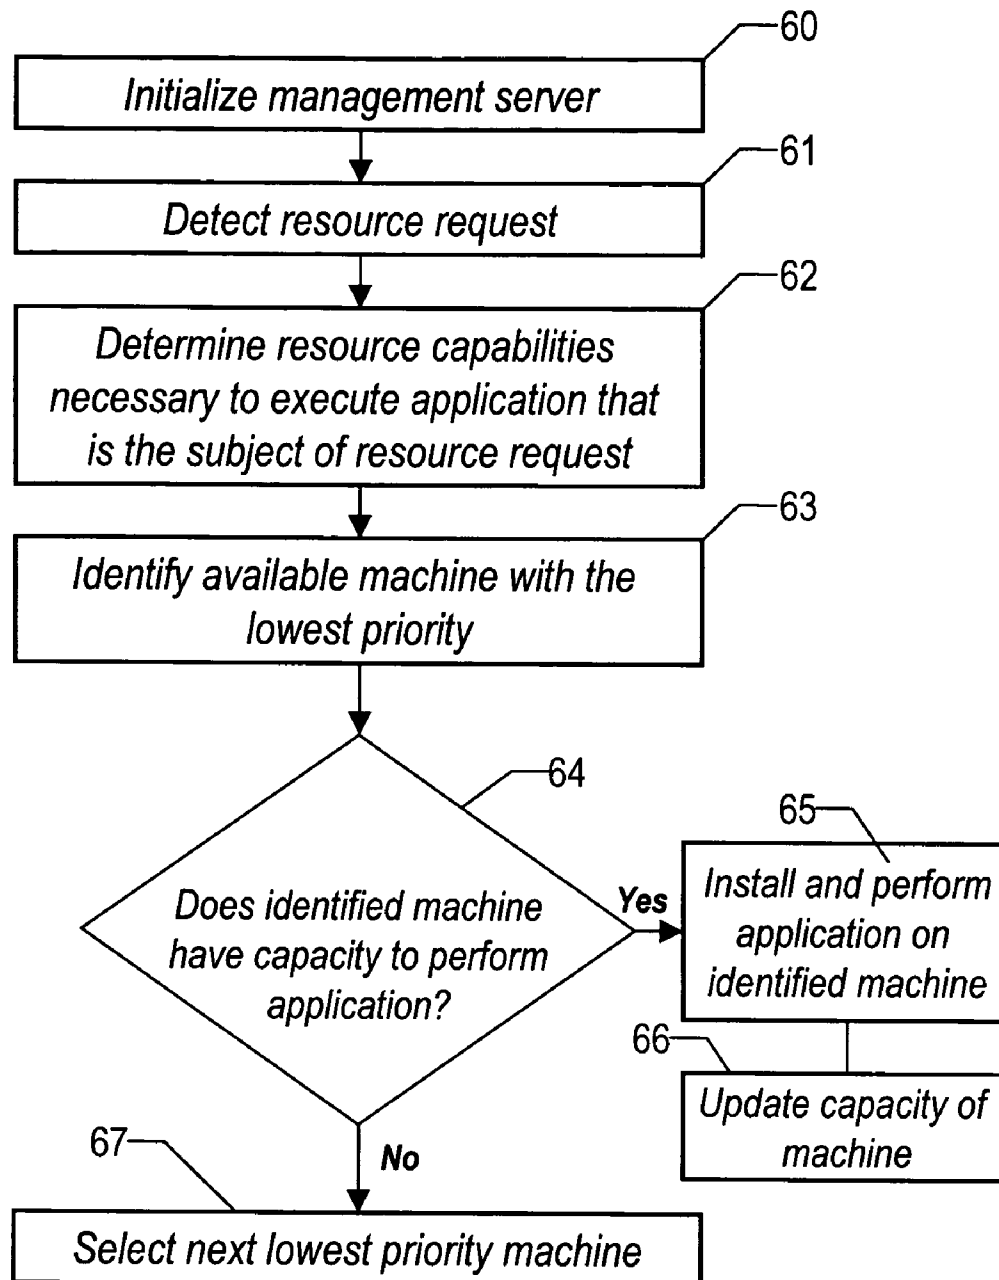 60
Initialize management server
61
Detect resource request
62
Determine resource capabilities
necessary to execute application that
is the subject of resource request
63
Identify available machine with the
lowest priority
64
Does identified machine
have capacity to perform
application?
Yes
65
Install and perform
application on
identified machine
66
Update capacity of
machine
No
67
Select next lowest priority machine